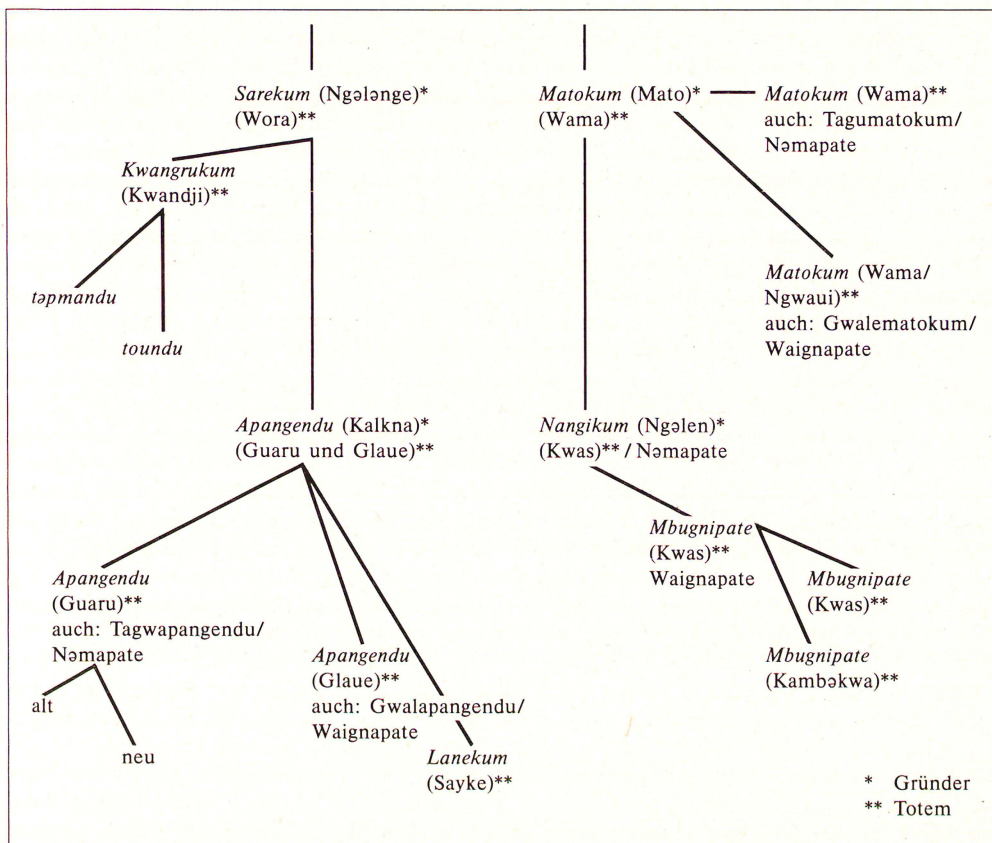 Sarekum (Ngələnge)*
(Wora)**
Matokum (Mato)*
(Wama)**
Matokum (Wama)**
auch: Tagumatokum/
Nəmapate
Kwangrukum
(Kwandji)**
təpmandu
toundu
Matokum (Wama/
Ngwaui)**
auch: Gwalematokum/
Waignapate
Apangendu (Kalkna)*
(Guaru und Glaue)**
Nangikum (Ngəlen)*
(Kwas)** / Nəmapate
Mbugnipate
(Kwas)**
Waignapate
Mbugnipate
(Kwas)**
Mbugnipate
(Kambəkwa)**
Apangendu
(Guaru)**
auch: Tagwapangendu/
Nəmapate
alt
neu
Apangendu
(Glaue)**
auch: Gwalapangendu/
Waignapate
Lanekum
(Sayke)**
* Gründer
** Totem